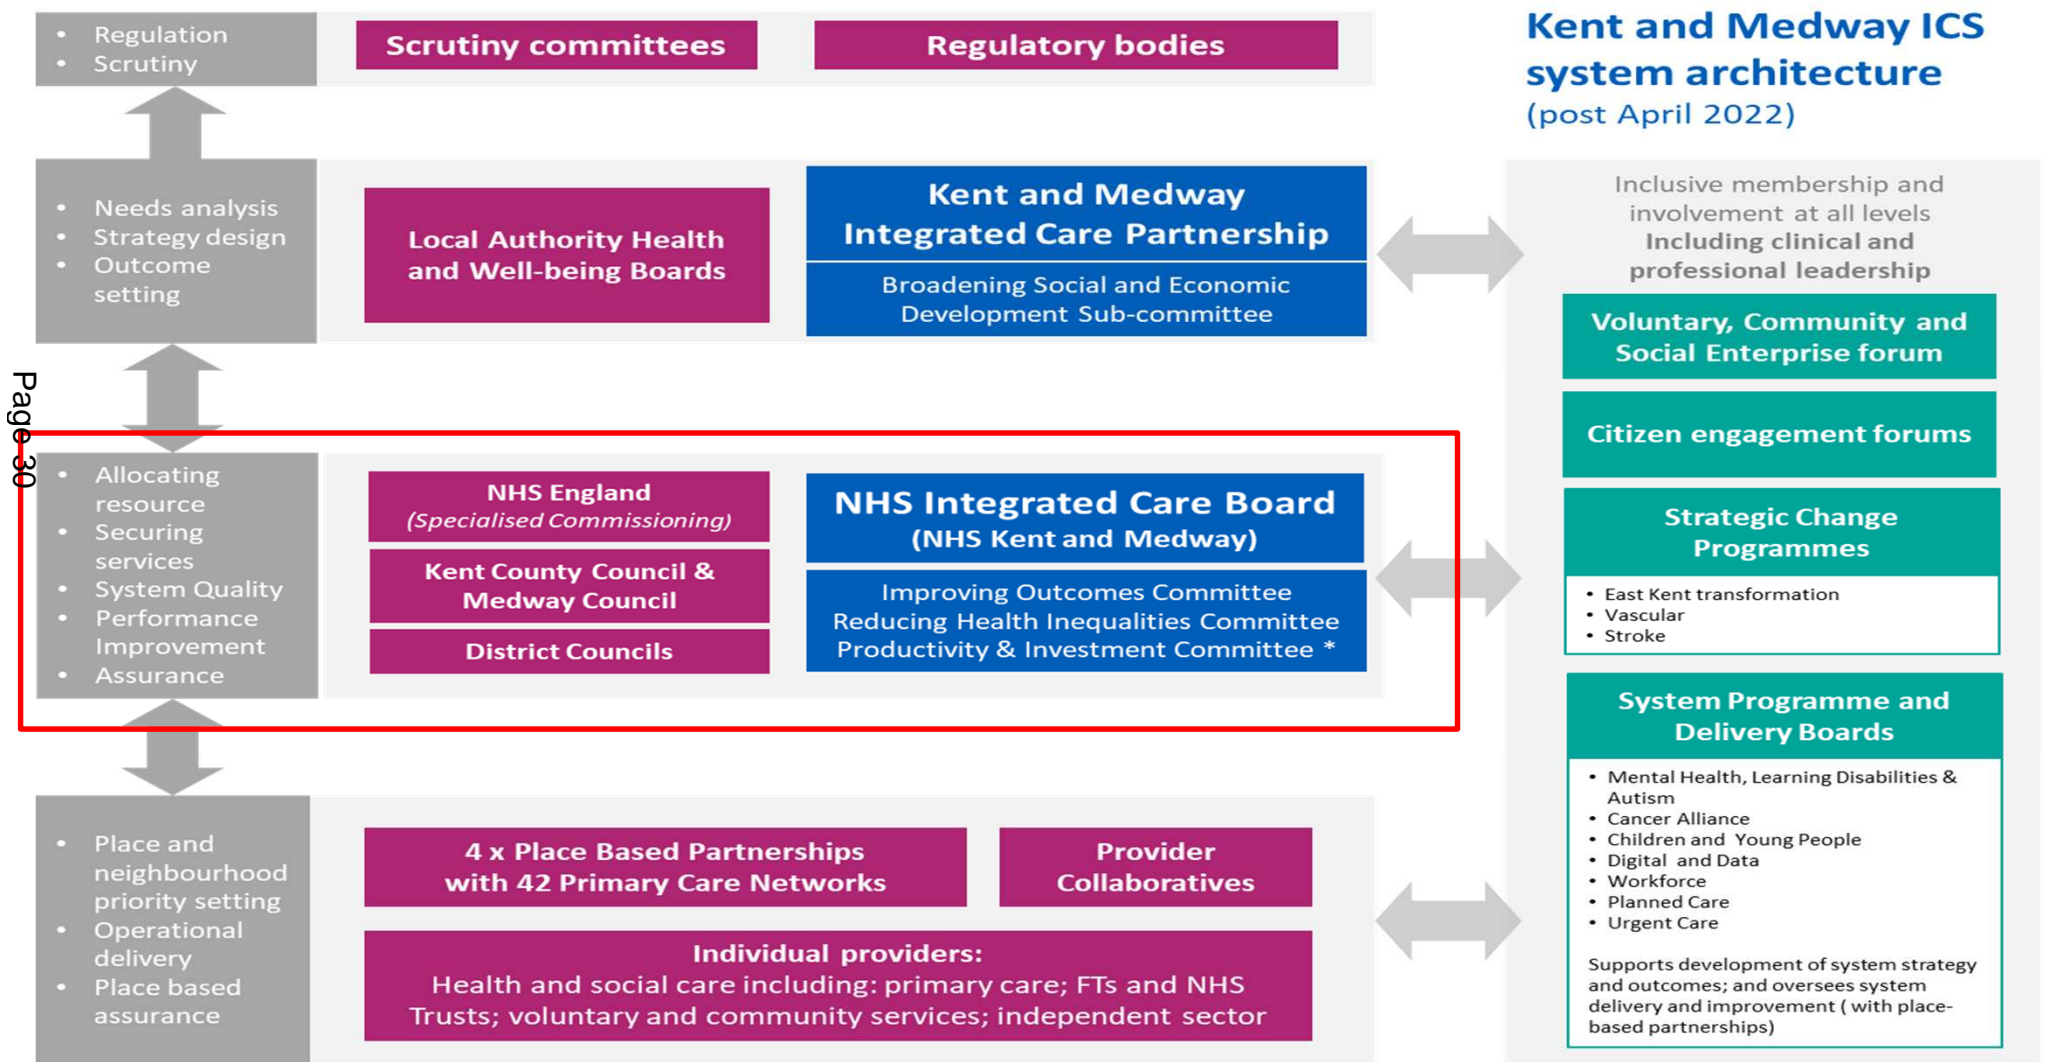 Kent and Medway ICS
system architecture
(post April 2022)
• Regulation
• Scrutiny
Scrutiny committees
Regulatory bodies
• Needs analysis
• Strategy design
• Outcome
setting
Local Authority Health
and Well-being Boards
Kent and Medway
Integrated Care Partnership
Broadening Social and Economic
Development Sub-committee
Page 30
• Allocating
resource
• Securing
services
• System Quality
• Performance
Improvement
• Assurance
NHS England
(Specialised Commissioning)
Kent County Council &
Medway Council
District Councils
NHS Integrated Care Board
(NHS Kent and Medway)
Improving Outcomes Committee
Reducing Health Inequalities Committee
Productivity & Investment Committee *
• Place and
neighbourhood
priority setting
• Operational
delivery
• Place based
assurance
4 x Place Based Partnerships
with 42 Primary Care Networks
Provider
Collaboratives
Individual providers:
Health and social care including: primary care; FTs and NHS
Trusts; voluntary and community services; independent sector
Inclusive membership and
involvement at all levels
Including clinical and
professional leadership
Voluntary, Community and
Social Enterprise forum
Citizen engagement forums
Strategic Change
Programmes
• East Kent transformation
• Vascular
• Stroke
System Programme and
Delivery Boards
• Mental Health, Learning Disabilities &
Autism
• Cancer Alliance
• Children and Young People
• Digital and Data
• Workforce
• Planned Care
• Urgent Care
Supports development of system strategy
and outcomes; and oversees system
delivery and improvement ( with place-
based partnerships)